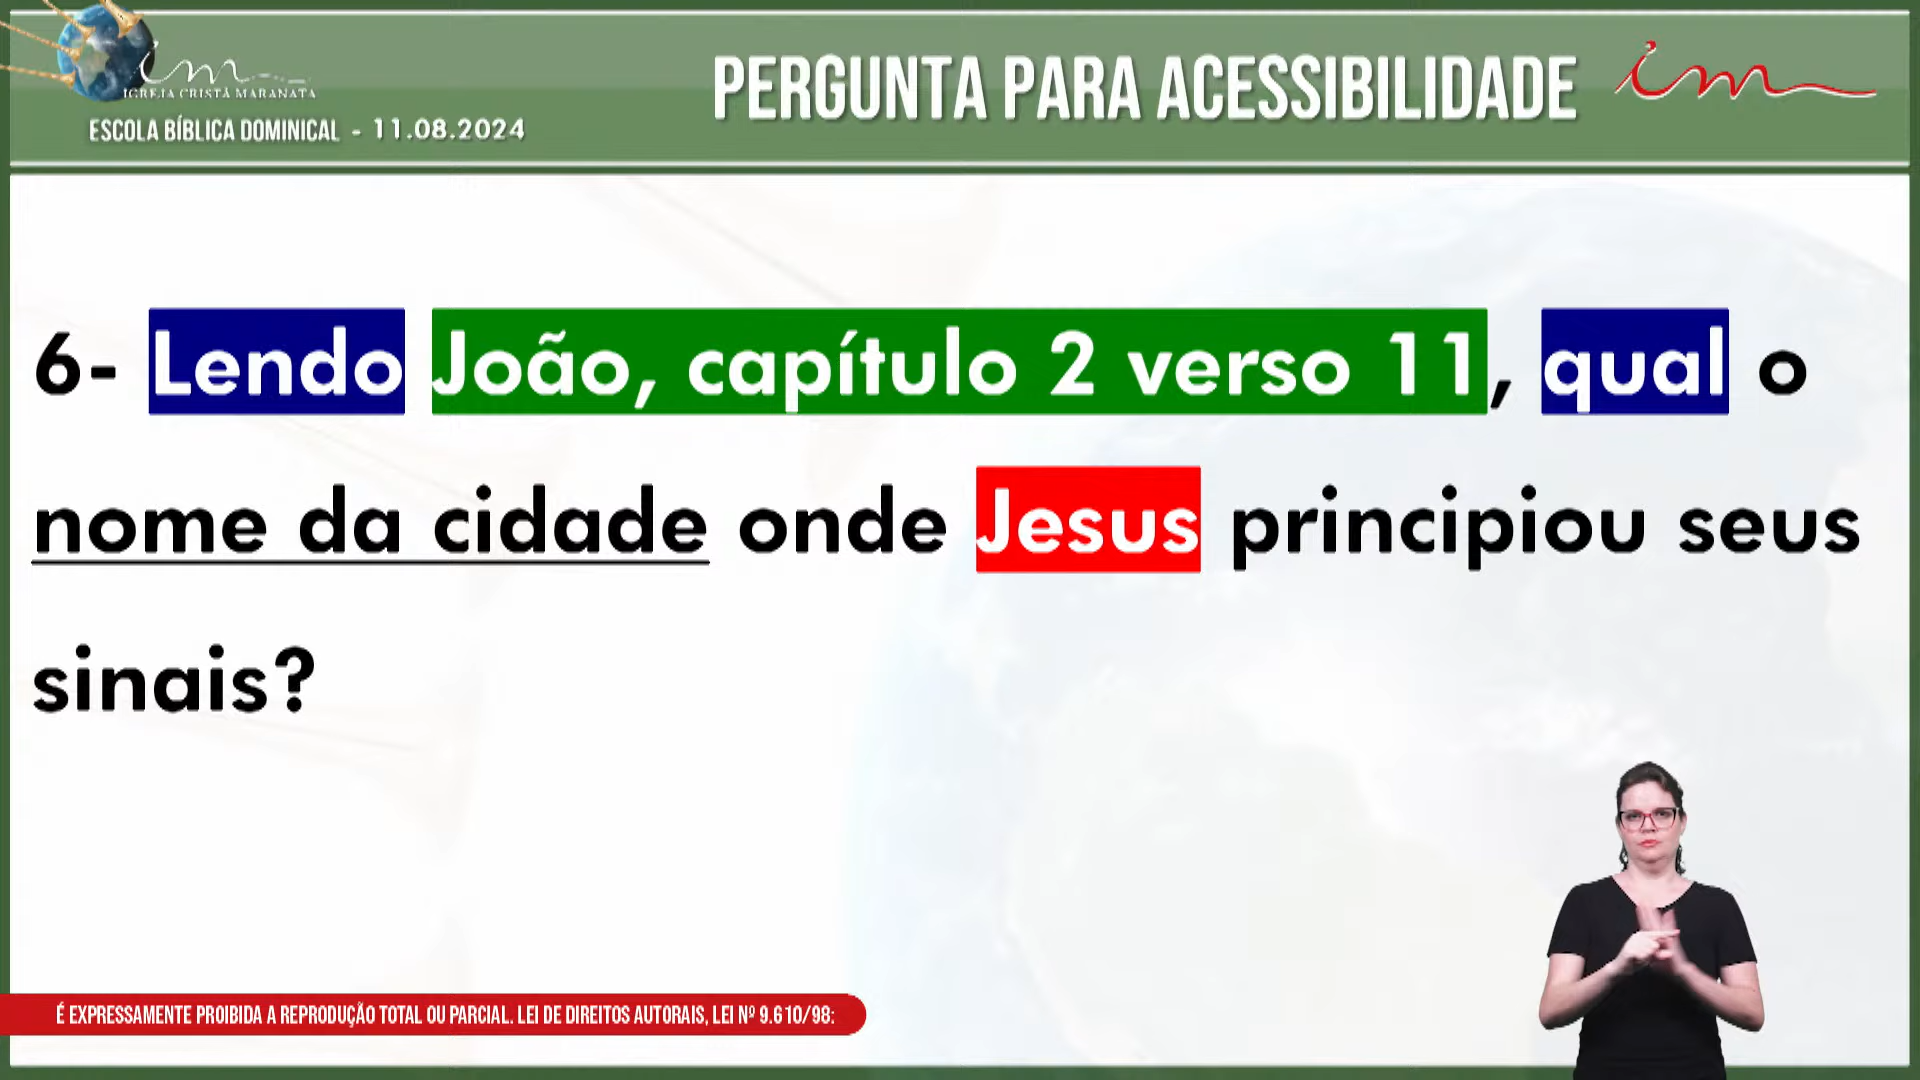 im
IGREJA CRISTÃ MARANATA
ESCOLA BÍBLICA DOMINICAL - 11.08.2024
PERGUNTA PARA ACESSIBILIDADE
im
6- Lendo João, capítulo 2 verso 11, qual o
nome da cidade onde Jesus principiou seus
sinais?
É EXPRESSAMENTE PROIBIDA A REPRODUÇÃO TOTAL OU PARCIAL. LEI DE DIREITOS AUTORAIS, LEI Nº 9.610/98: